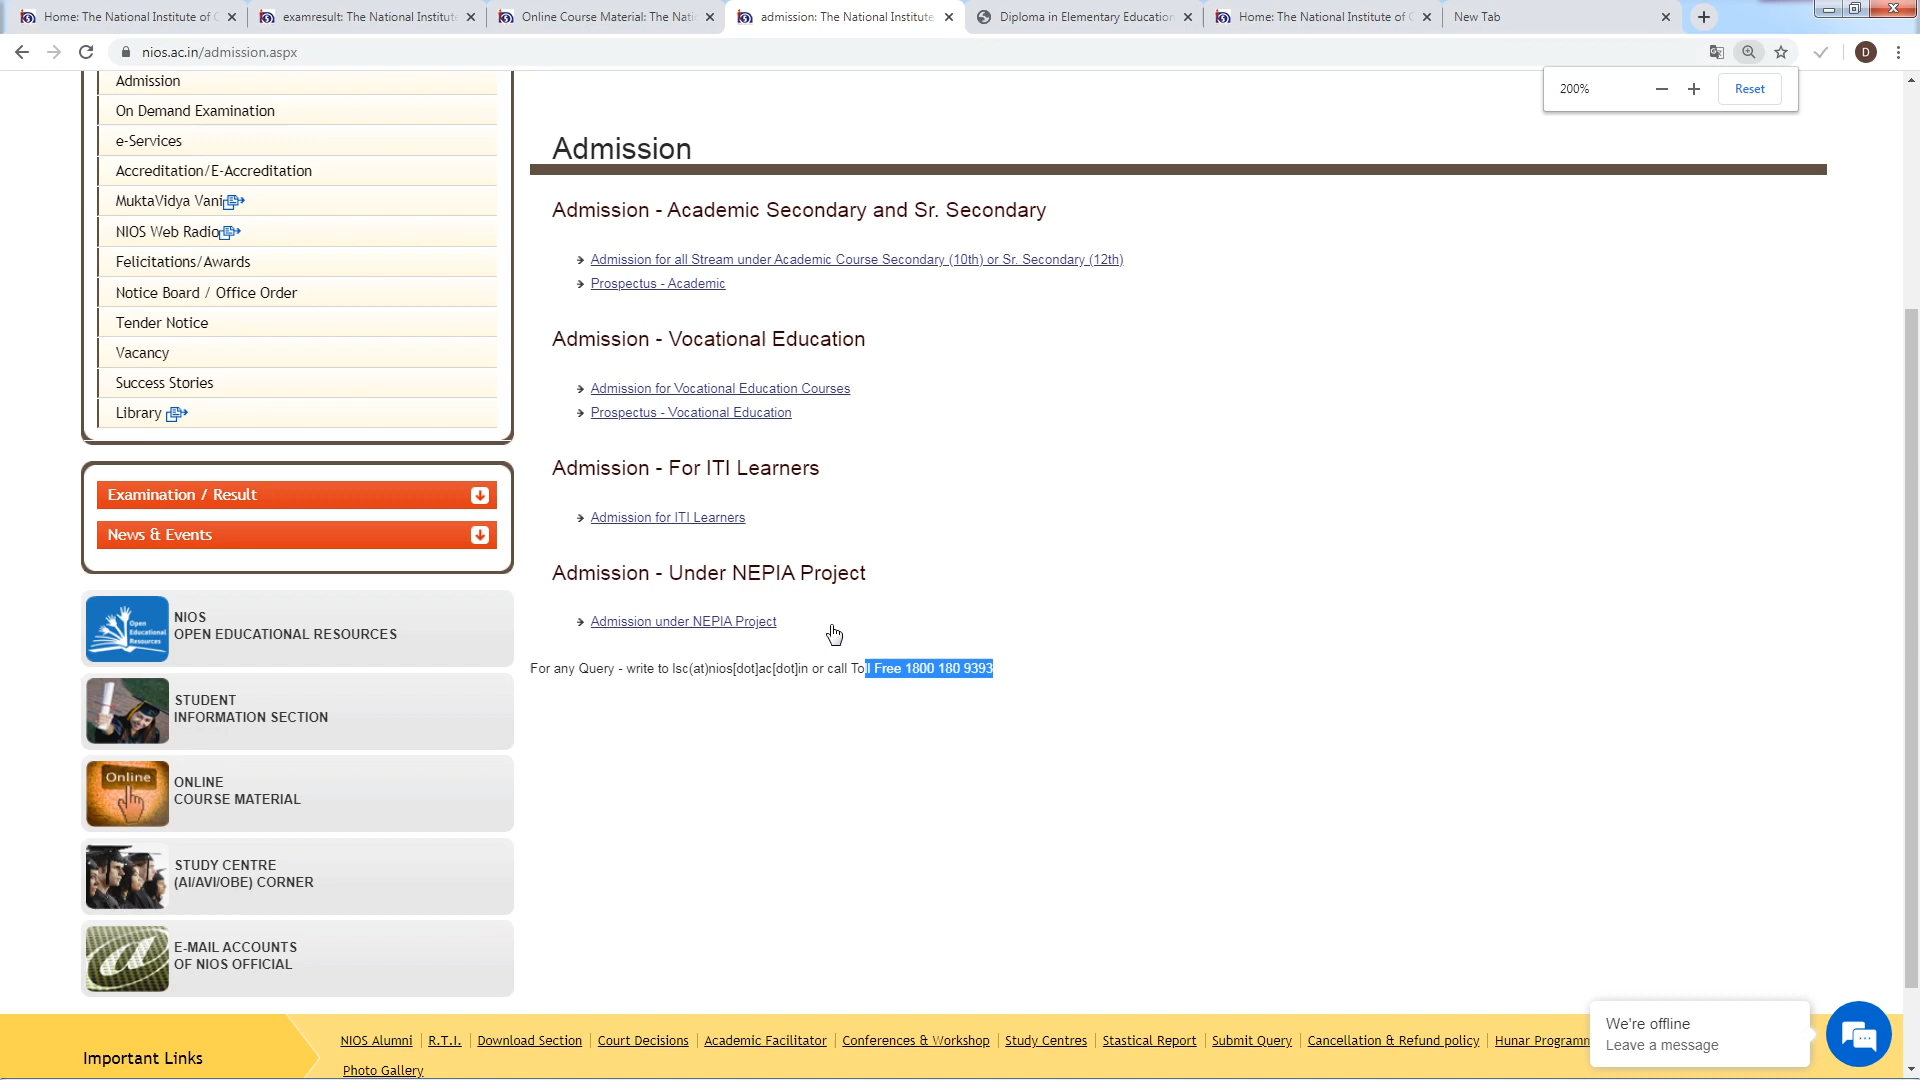 Home: The National Institute of C
examresult: The National Institute
Online Course Material: The Nati
admission: The National Institute
Diploma in Elementary Education
Home: The National Institute of C
New Tab
nios.ac.in/admission.aspx
D
200%
Reset
Admission
On Demand Examination
e-Services
Accreditation/E-Accreditation
MuktaVidya Vani
NIOS Web Radio
Felicitations/Awards
Notice Board / Office Order
Tender Notice
Vacancy
Success Stories
Library
Examination / Result
News & Events
Open
Educational
Resources
NIOS
OPEN EDUCATIONAL RESOURCES
STUDENT
INFORMATION SECTION
Online
ONLINE
COURSE MATERIAL
STUDY CENTRE
(AI/AVI/OBE) CORNER
E-MAIL ACCOUNTS
OF NIOS OFFICIAL
Admission
Admission - Academic Secondary and Sr. Secondary
Admission for all Stream under Academic Course Secondary (10th) or Sr. Secondary (12th)
Prospectus - Academic
Admission - Vocational Education
Admission for Vocational Education Courses
Prospectus - Vocational Education
Admission - For ITI Learners
Admission for ITI Learners
Admission - Under NEPIA Project
Admission under NEPIA Project
For any Query - write to lsc(at)nios[dot]ac[dot]in or call Toll Free 1800 180 9393
Important Links
NIOS Alumni R.T.I. Download Section Court Decisions Academic Facilitator Conferences & Workshop Study Centres Stastical Report Submit Query Cancellation & Refund policy Hunar Programm
Photo Gallery
We're offline
Leave a message